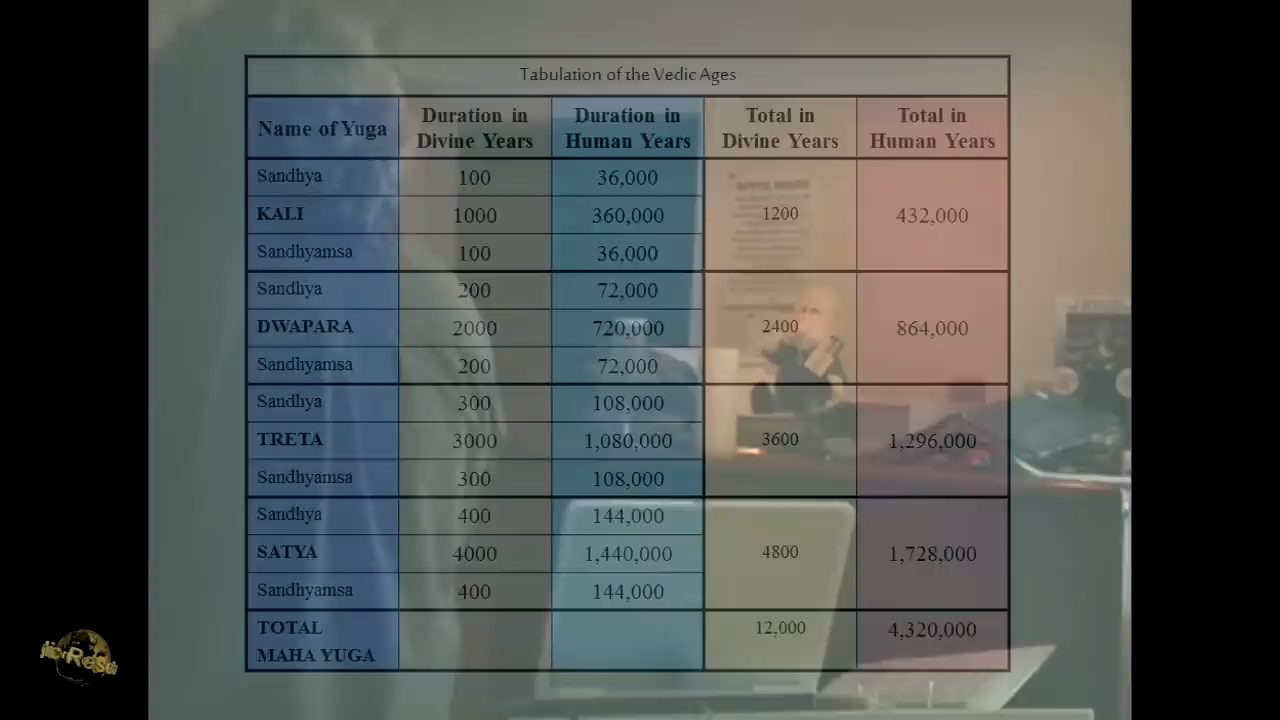 Tabulation of the Vedic Ages
Name of Yuga Duration in Divine Years Duration in Human Years Total in Divine Years Total in Human Years
Sandhya 100 36,000
KALI 1000 360,000 1200 432,000
Sandhyamsa 100 36,000
Sandhya 200 72,000
DWAPARA 2000 720,000 2400 864,000
Sandhyamsa 200 72,000
Sandhya 300 108,000
TRETA 3000 1,080,000 3600 1,296,000
Sandhyamsa 300 108,000
Sandhya 400 144,000
SATYA 4000 1,440,000 4800 1,728,000
Sandhyamsa 400 144,000
TOTAL 12,000 4,320,000
MAHA YUGA